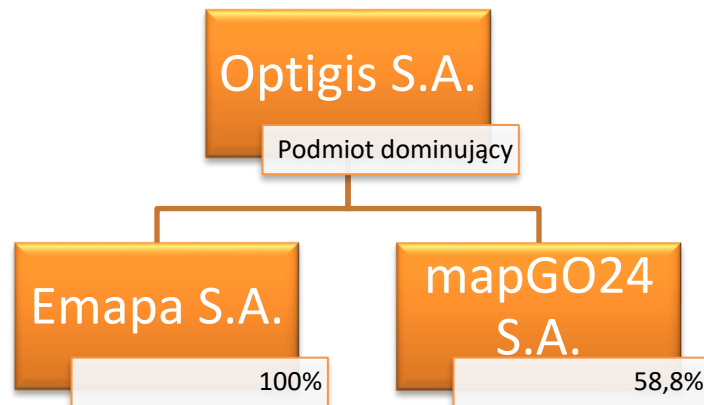 Optigis S.A.
Podmiot dominujący
Emapa S.A.
100%
mapGO24
S.A.
58,8%